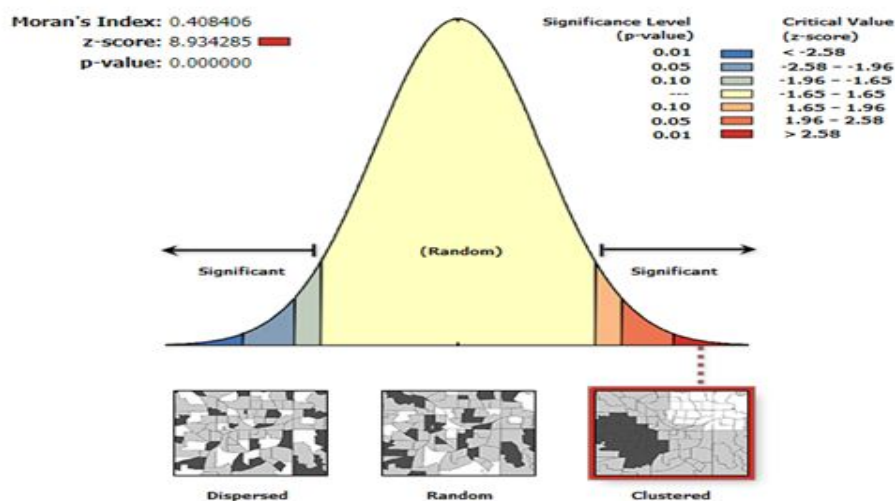 Moran's Index: 0.408406
z-score: 8.934285
p-value: 0.000000
Significance Level
(p-value)
Critical Value
(z-score)
0.01 < -2.58
0.05 -2.58 – -1.96
0.10 -1.96 – -1.65
--- -1.65 – 1.65
0.10 1.65 – 1.96
0.05 1.96 – 2.58
0.01 > 2.58
Significant
(Random)
Significant
Dispersed
Random
Clustered